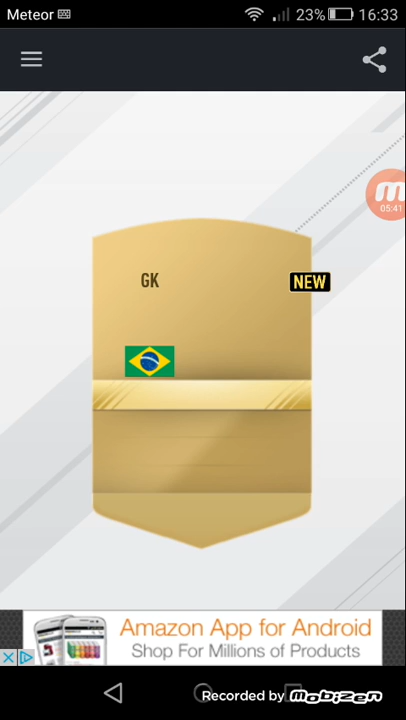 Meteor
23%
16:33
05:41
GK
NEW
Amazon App for Android
Shop For Millions of Products
Recorded by Mobizen